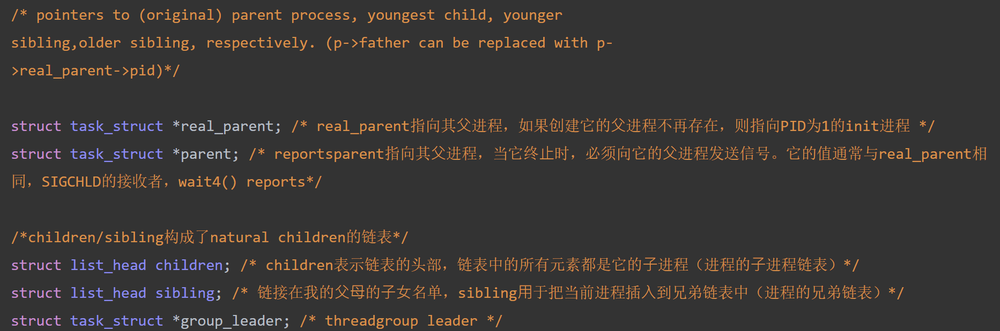 /* pointers to (original) parent process, youngest child, younger
sibling,older sibling, respectively. (p->father can be replaced with p-
>real_parent->pid)*/
struct task_struct *real_parent; /* real_parent指向其父进程，如果创建它的父进程不再存在，则指向PID为1的init进程 */
struct task_struct *parent; /* reportsparent指向其父进程，当它终止时，必须向它的父进程发送信号。它的值通常与real_parent相
同，SIGCHLD的接收者，wait4() reports*/
/*children/sibling构成了natural children的链表*/
struct list_head children; /* children表示链表的头部，链表中的所有元素都是它的子进程（进程的子进程链表）*/
struct list_head sibling; /* 链接在我的父母的子女名单，sibling用于把当前进程插入到兄弟链表中（进程的兄弟链表）*/
struct task_struct *group_leader; /* threadgroup leader */